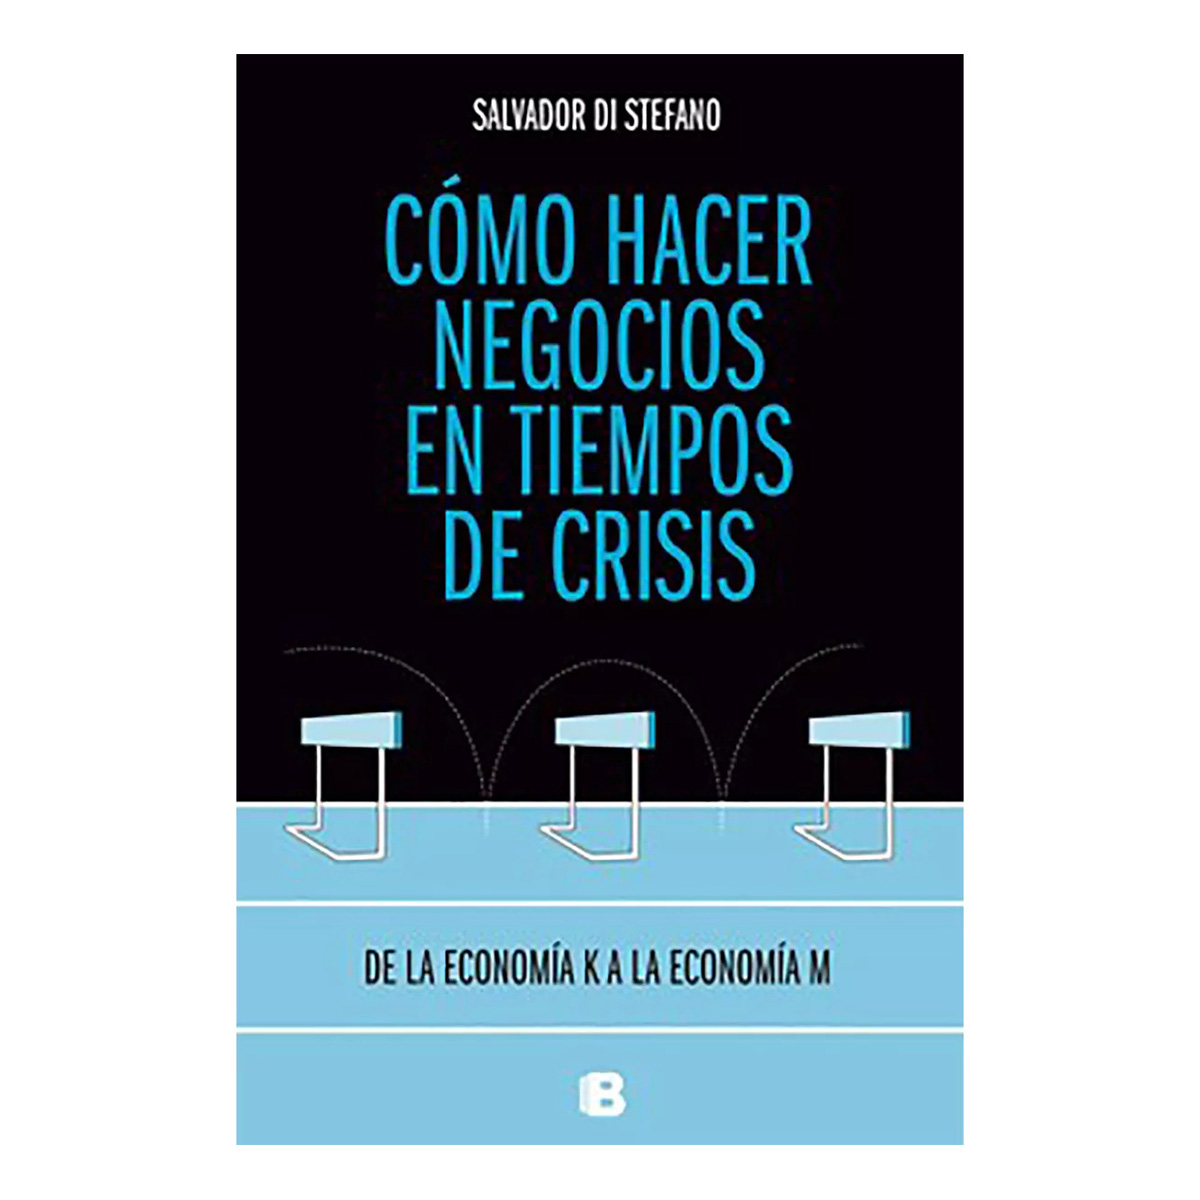 SALVADOR DI STEFANO
CÓMO HACER
NEGOCIOS
EN TIEMPOS
DE CRISIS
DE LA ECONOMÍA K A LA ECONOMÍA M
B